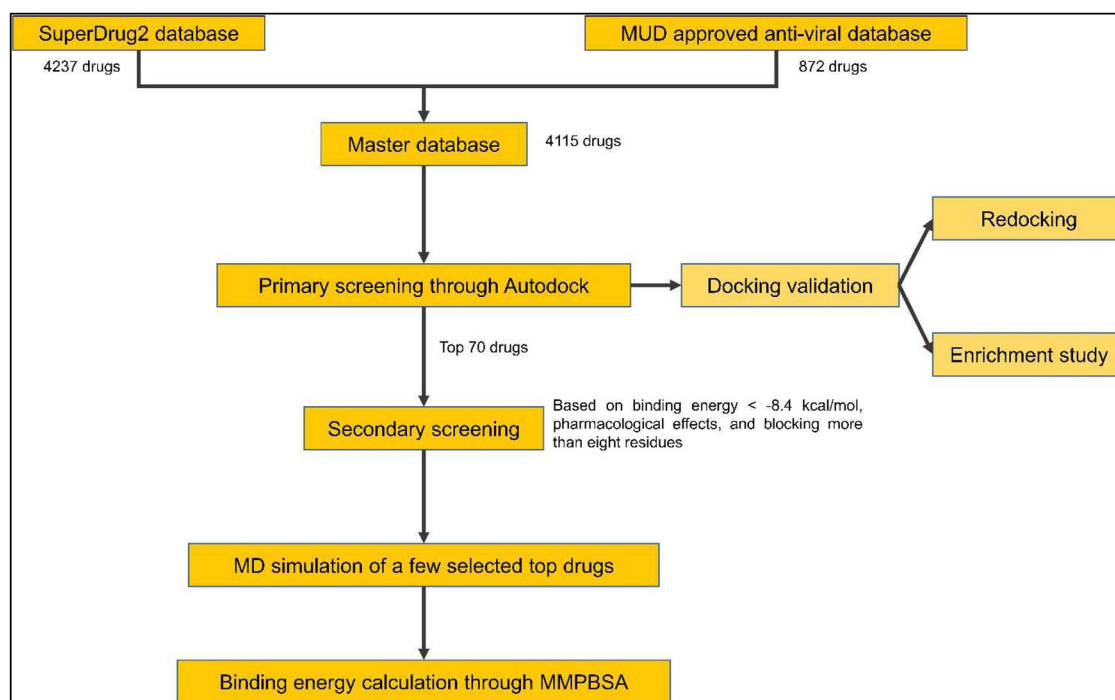 SuperDrug2 database
MUD approved anti-viral database
4237 drugs
872 drugs
Master database
4115 drugs
Redocking
Primary screening through Autodock
Docking validation
Enrichment study
Top 70 drugs
Secondary screening
Based on binding energy < -8.4 kcal/mol,
pharmacological effects, and blocking more
than eight residues
MD simulation of a few selected top drugs
Binding energy calculation through MMPBSA